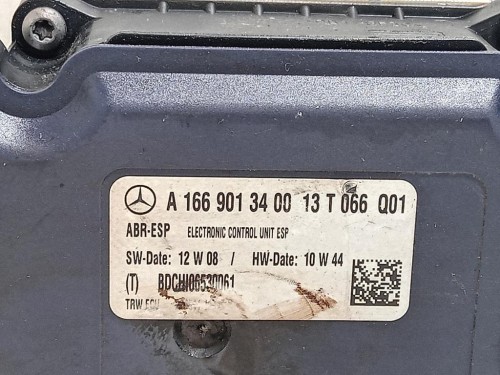 A 166 901 34 00 13 T 066 Q01
ABR-ESP ELECTRONIC CONTROL UNIT ESP
SW-Date: 12 W 08 / HW-Date: 10 W 44
(T) BDCHI06530061
TRW ECU